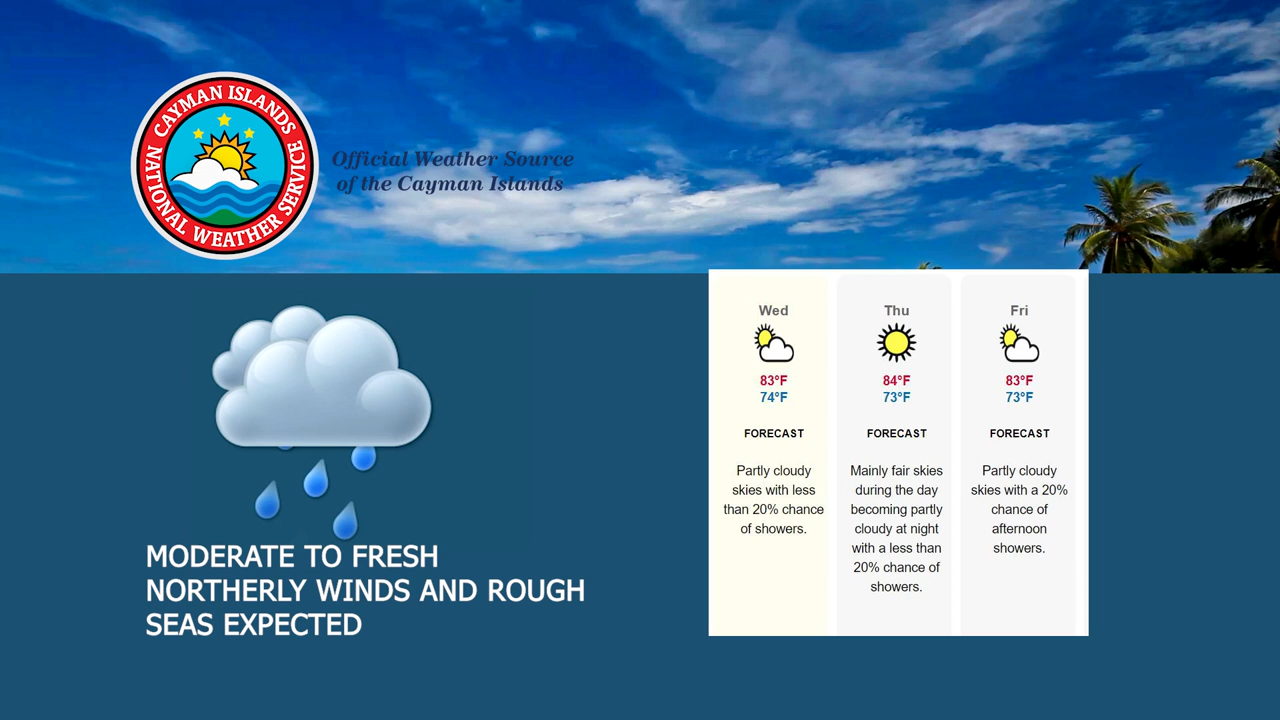 CAYMAN ISLANDS
NATIONAL WEATHER SERVICE
Official Weather Source
of the Cayman Islands
MODERATE TO FRESH
NORTHERLY WINDS AND ROUGH
SEAS EXPECTED
Wed
83°F
74°F
FORECAST
Partly cloudy
skies with less
than 20% chance
of showers.
Thu
84°F
73°F
FORECAST
Mainly fair skies
during the day
becoming partly
cloudy at night
with a less than
20% chance of
showers.
Fri
83°F
73°F
FORECAST
Partly cloudy
skies with a 20%
chance of
afternoon
showers.